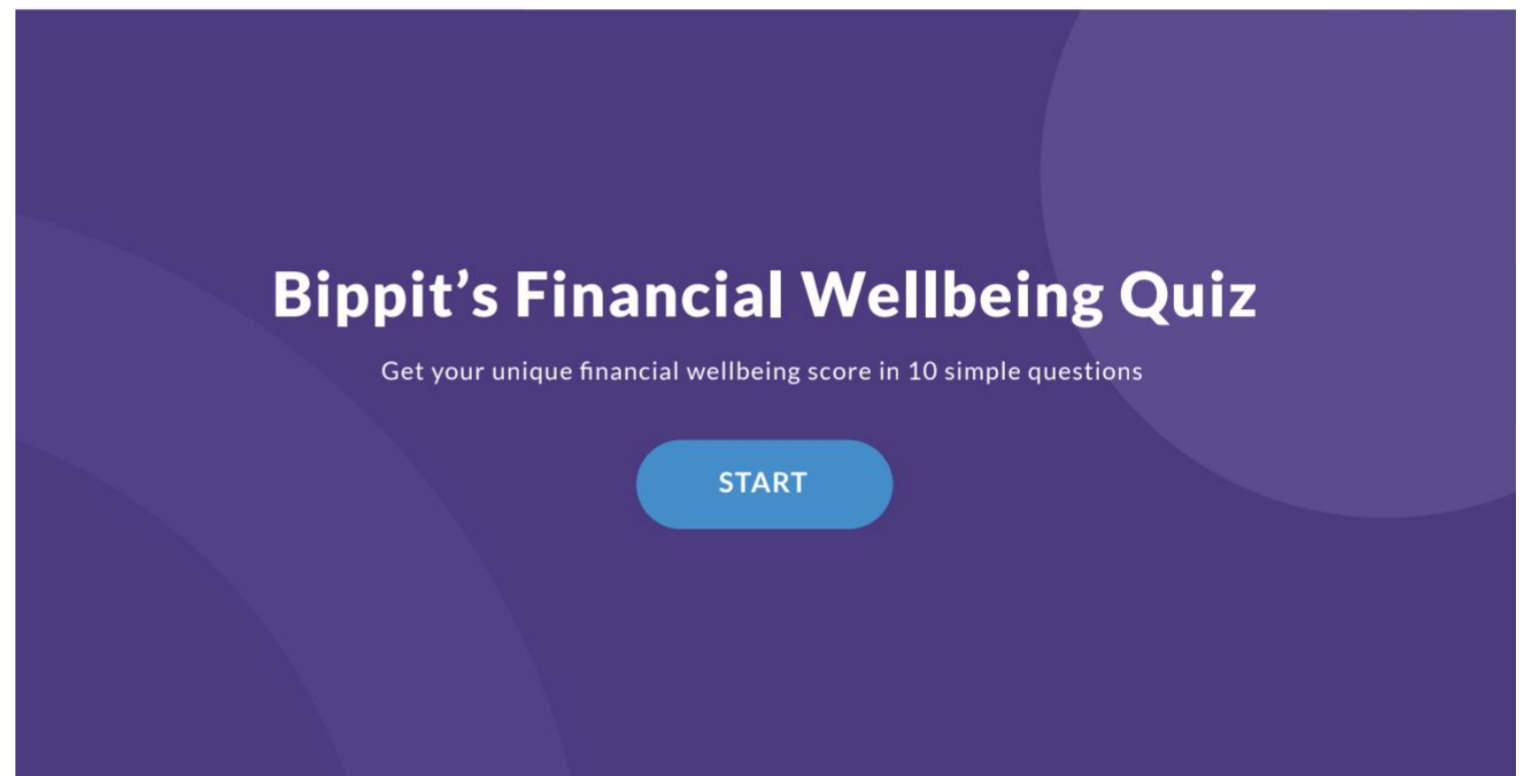 Bippit’s Financial Wellbeing Quiz
Get your unique financial wellbeing score in 10 simple questions
START